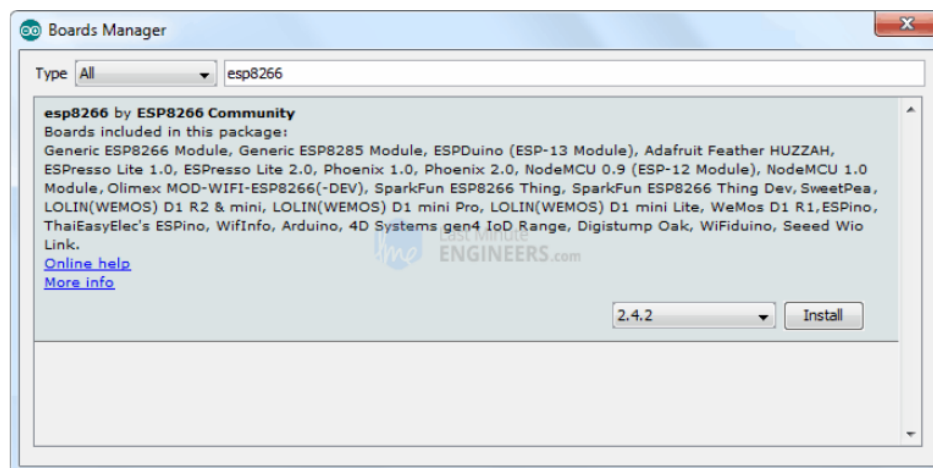 Boards Manager
Type All esp8266
esp8266 by ESP8266 Community
Boards included in this package:
Generic ESP8266 Module, Generic ESP8285 Module, ESPDuino (ESP-13 Module), Adafruit Feather HUZZAH,
ESPresso Lite 1.0, ESPresso Lite 2.0, Phoenix 1.0, Phoenix 2.0, NodeMCU 0.9 (ESP-12 Module), NodeMCU 1.0
Module, Olimex MOD-WIFI-ESP8266(-DEV), SparkFun ESP8266 Thing, SparkFun ESP8266 Thing Dev, SweetPea,
LOLIN(WEMOS) D1 R2 & mini, LOLIN(WEMOS) D1 mini Pro, LOLIN(WEMOS) D1 mini Lite, WeMos D1 R1,ESPino,
ThaiEasyElec's ESPino, WifInfo, Arduino, 4D Systems gen4 IoD Range, Digistump Oak, WiFiduino, Seeed Wio
Link.
lme Last Minute
ENGINEERS.com
Online help
More info
2.4.2 Install